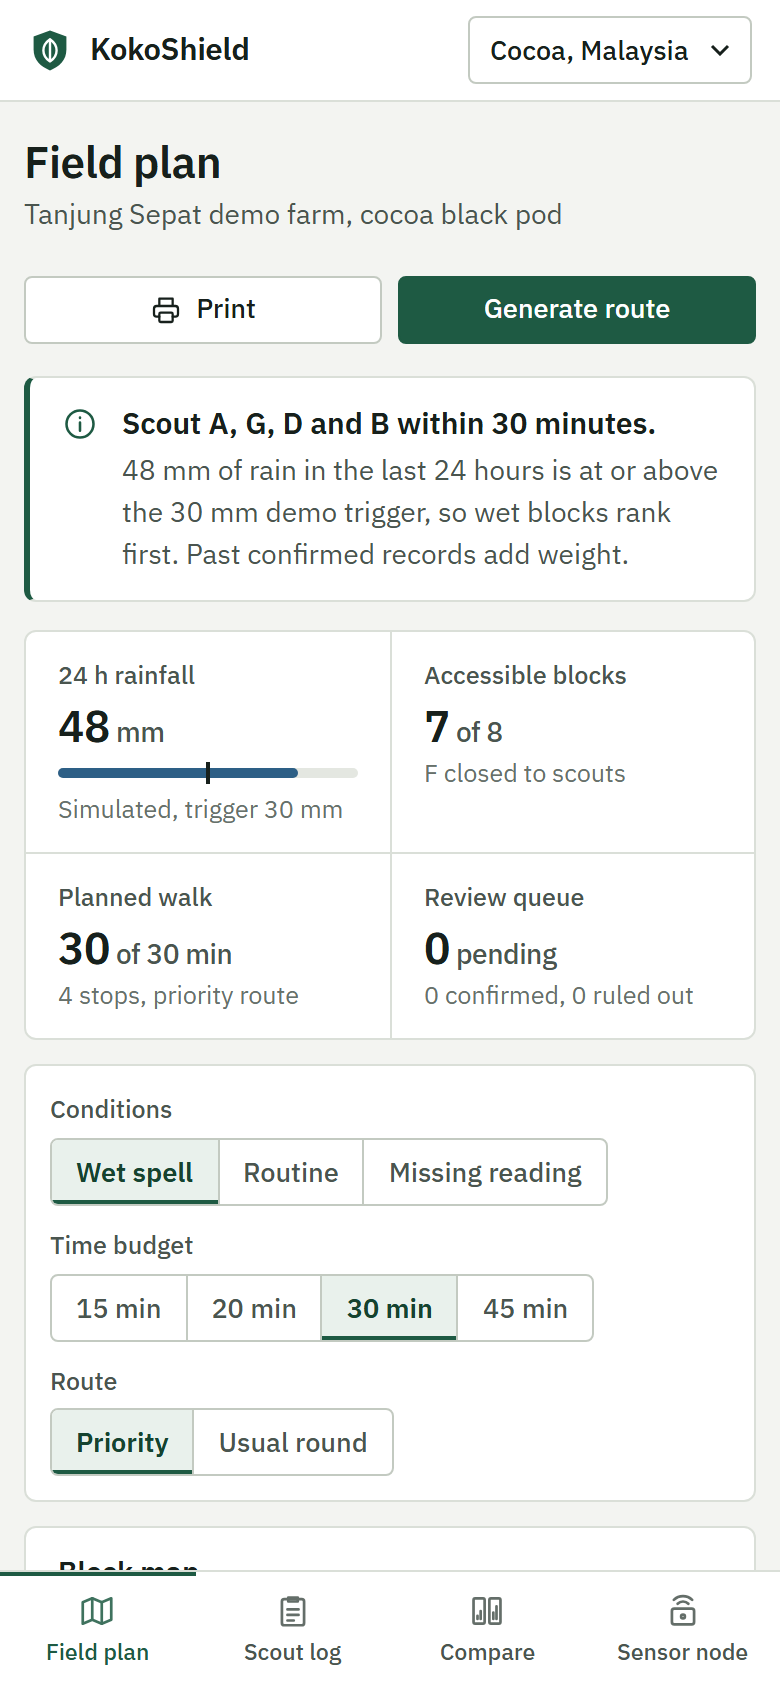 KokoShield
Cocoa, Malaysia
Field plan
Tanjung Sepat demo farm, cocoa black pod
Print
Generate route
Scout A, G, D and B within 30 minutes.
48 mm of rain in the last 24 hours is at or above
the 30 mm demo trigger, so wet blocks rank
first. Past confirmed records add weight.
24 h rainfall
48 mm
Simulated, trigger 30 mm
Accessible blocks
7 of 8
F closed to scouts
Planned walk
30 of 30 min
4 stops, priority route
Review queue
0 pending
0 confirmed, 0 ruled out
Conditions
Wet spell
Routine
Missing reading
Time budget
15 min
20 min
30 min
45 min
Route
Priority
Usual round
Block map
Field plan
Scout log
Compare
Sensor node